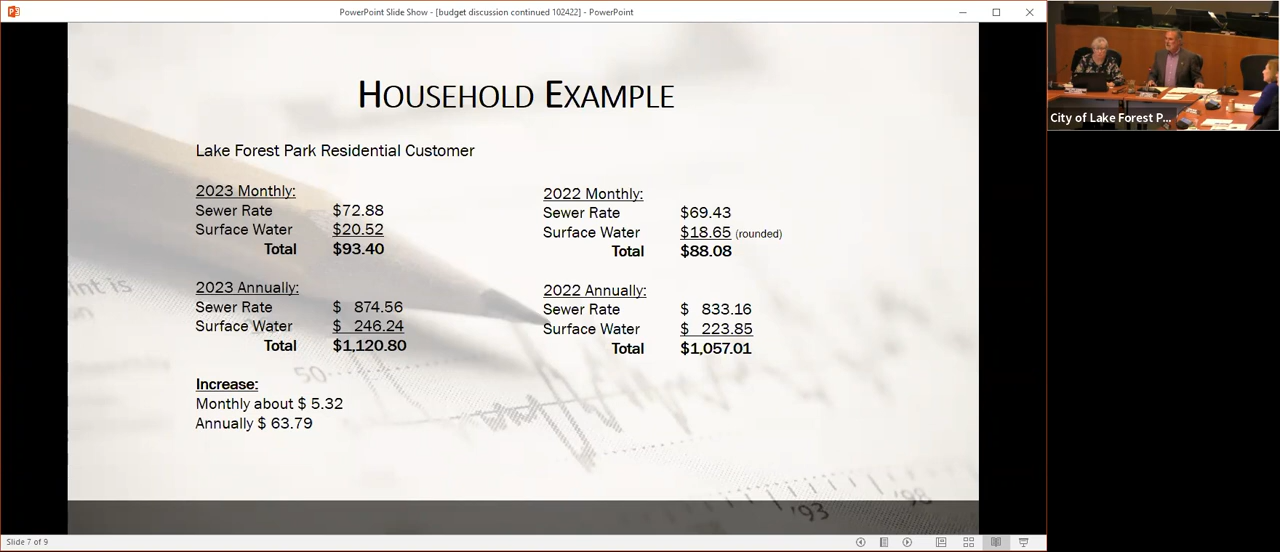 PowerPoint Slide Show - [budget discussion continued 102422] - PowerPoint
City of Lake Forest P...
HOUSEHOLD EXAMPLE
Lake Forest Park Residential Customer
2023 Monthly:
Sewer Rate $72.88
Surface Water $20.52
Total $93.40
2022 Monthly:
Sewer Rate $69.43
Surface Water $18.65 (rounded)
Total $88.08
2023 Annually:
Sewer Rate $ 874.56
Surface Water $ 246.24
Total $1,120.80
2022 Annually:
Sewer Rate $ 833.16
Surface Water $ 223.85
Total $1,057.01
Increase:
Monthly about $ 5.32
Annually $ 63.79
50
'93
'98
Slide 7 of 9